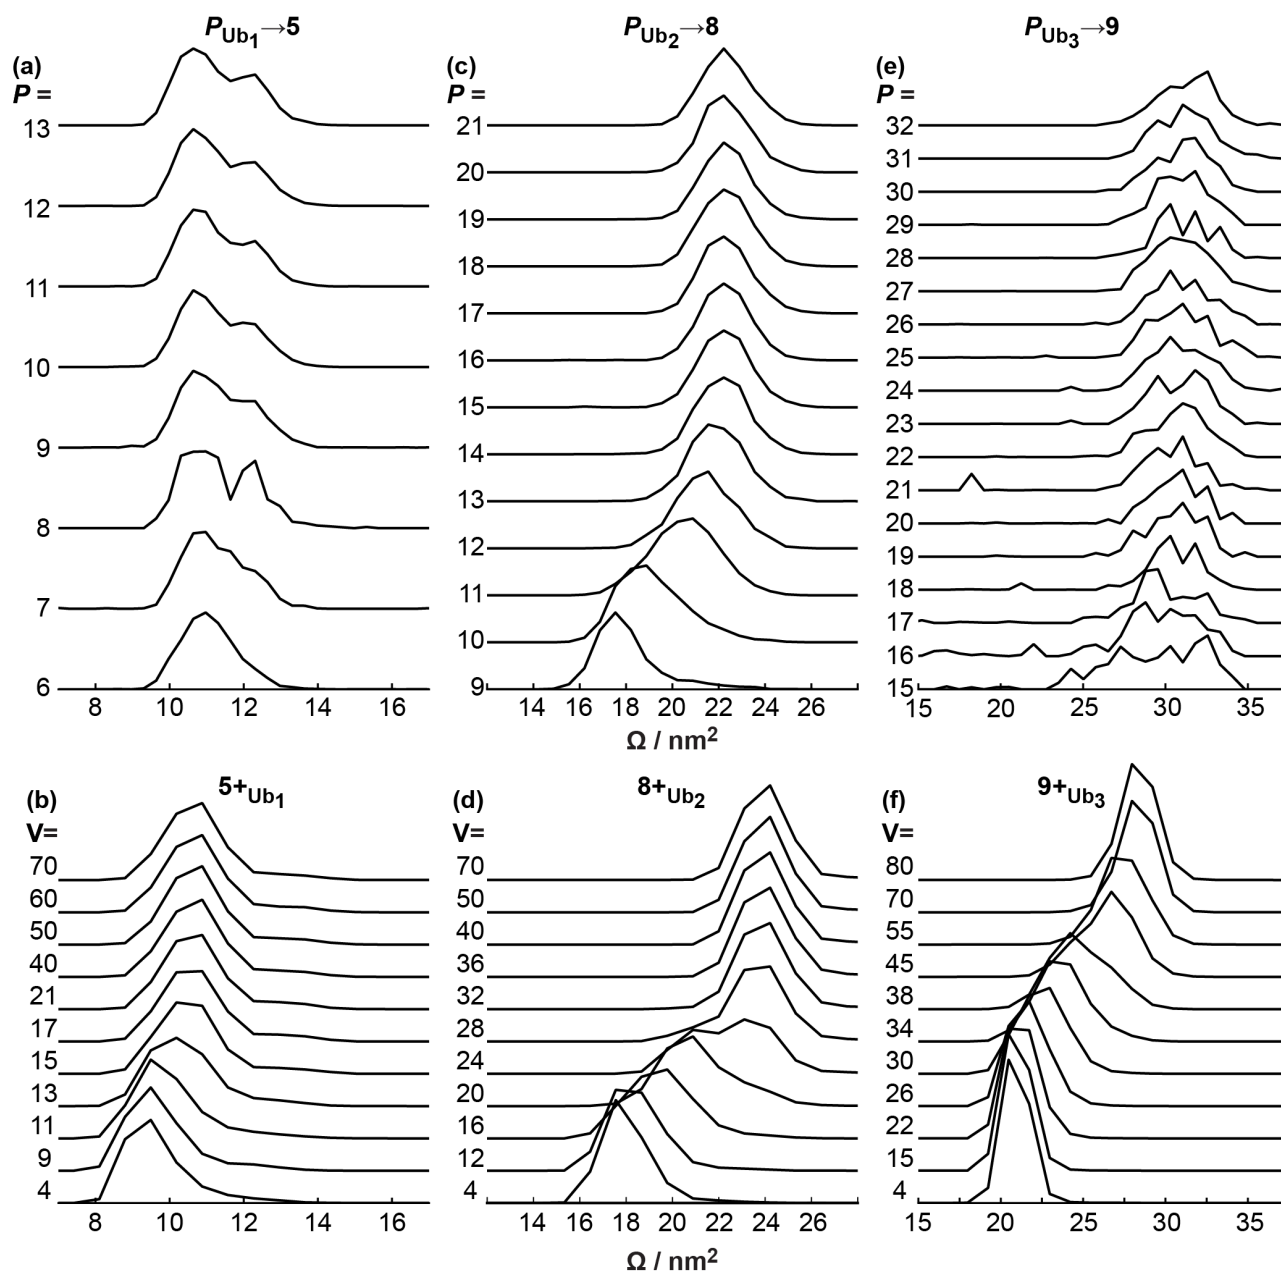 P_Ub1→5
(a)
P =
13
12
11
10
9
8
7
6
8 10 12 14 16
P_Ub2→8
(c)
21
20
19
18
17
16
15
14
13
12
11
10
9
14 16 18 20 22 24 26
Ω / nm²
P_Ub3→9
(e)
P =
32
31
30
29
28
27
26
25
24
23
22
21
20
19
18
17
16
15
15 20 25 30 35
5+_Ub1
(b)
V=
70
60
50
40
21
17
15
13
11
9
4
8 10 12 14 16
8+_Ub2
(d)
V=
70
50
40
36
32
28
24
20
16
12
4
14 16 18 20 22 24 26
Ω / nm²
9+_Ub3
(f)
V=
80
70
55
45
38
34
30
26
22
15
4
15 20 25 30 35